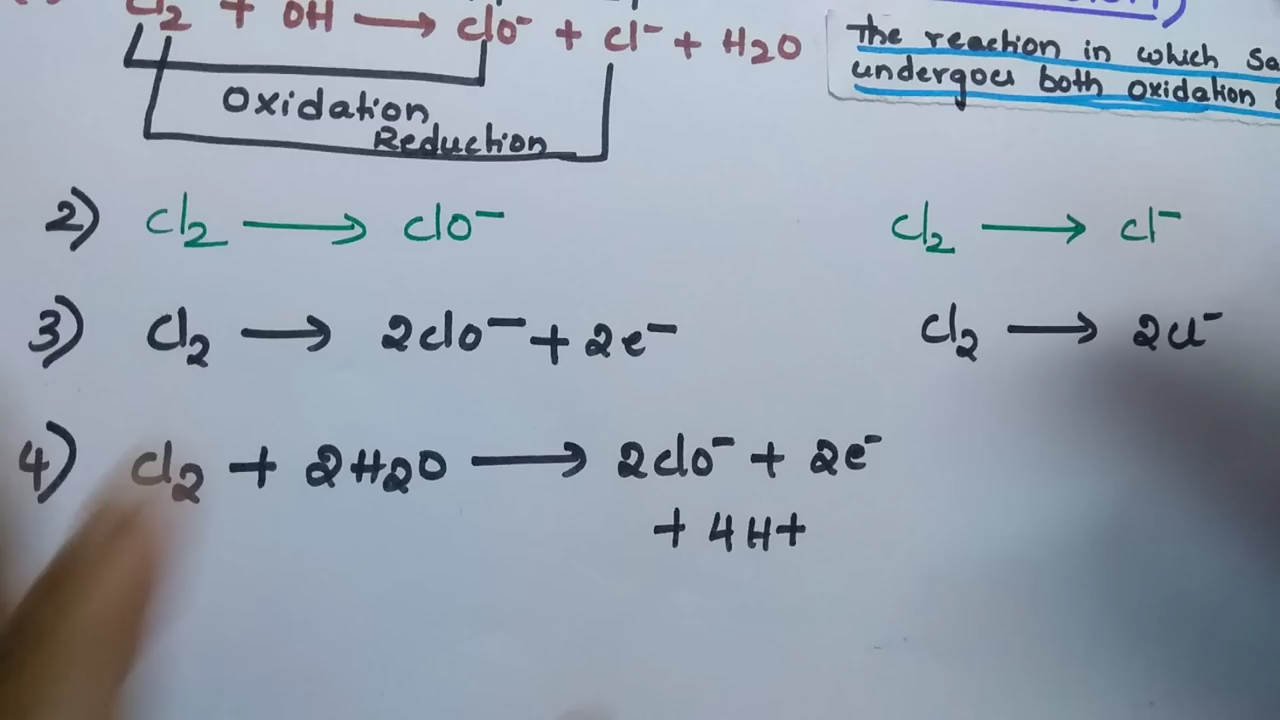 Cl2 + OH → ClO⁻ + Cl⁻ + H2O
Oxidation
Reduction
The reaction in which
undergoes both oxidation
2) Cl2 → ClO⁻
Cl2 → Cl⁻
3) Cl2 → 2ClO⁻ + 2e⁻
Cl2 → 2Cl⁻
4) Cl2 + 2H2O → 2ClO⁻ + 2e⁻
+ 4H+